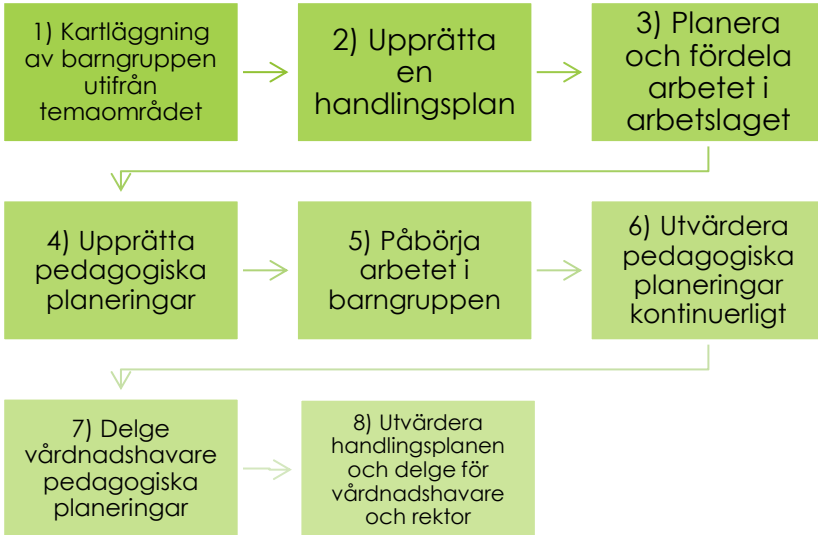 1) Kartläggning
av barngruppen
utifrån
temaområdet
2) Upprätta
en
handlingsplan
3) Planera
och fördela
arbetet i
arbetslaget
4) Upprätta
pedagogiska
planeringar
5) Påbörja
arbetet i
barngruppen
6) Utvärdera
pedagogiska
planeringar
kontinuerligt
7) Delge
vårdnadshavare
pedagogiska
planeringar
8) Utvärdera
handlingsplanen
och delge för
vårdnadshavare
och rektor